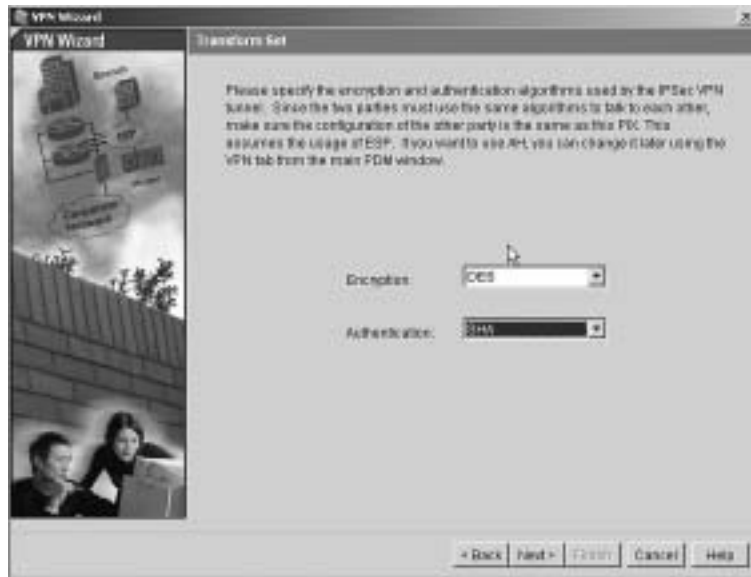 VPN Wizard
VPN Wizard
Transform Set
Please specify the encryption and authentication algorithms used by the IPSec VPN
tunnel. Since the two parties must use the same algorithms to talk to each other,
make sure the configuration of the other party is the same as this PIX. This
assumes the usage of ESP. If you want to use AH, you can change it later using the
VPN tab from the main PDM window.
Encryption:
DES
Authentication:
SHA
< Back
Next >
Finish
Cancel
Help